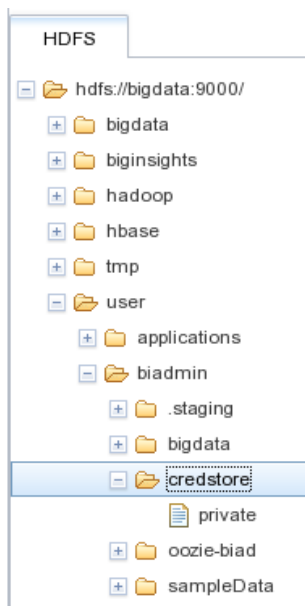 HDFS
hdfs://bigdata:9000/
bigdata
biginsights
hadoop
hbase
tmp
user
applications
biadmin
.staging
bigdata
credstore
private
oozie-biad
sampleData